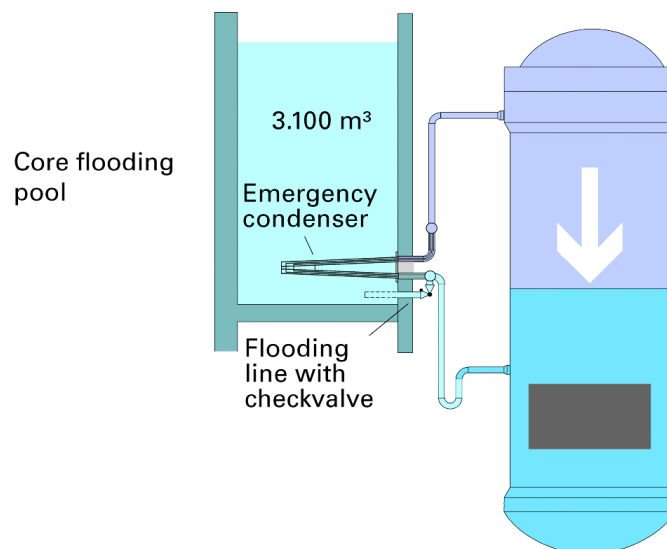 3.100 m³
Core flooding
pool
Emergency
condenser
Flooding
line with
checkvalve